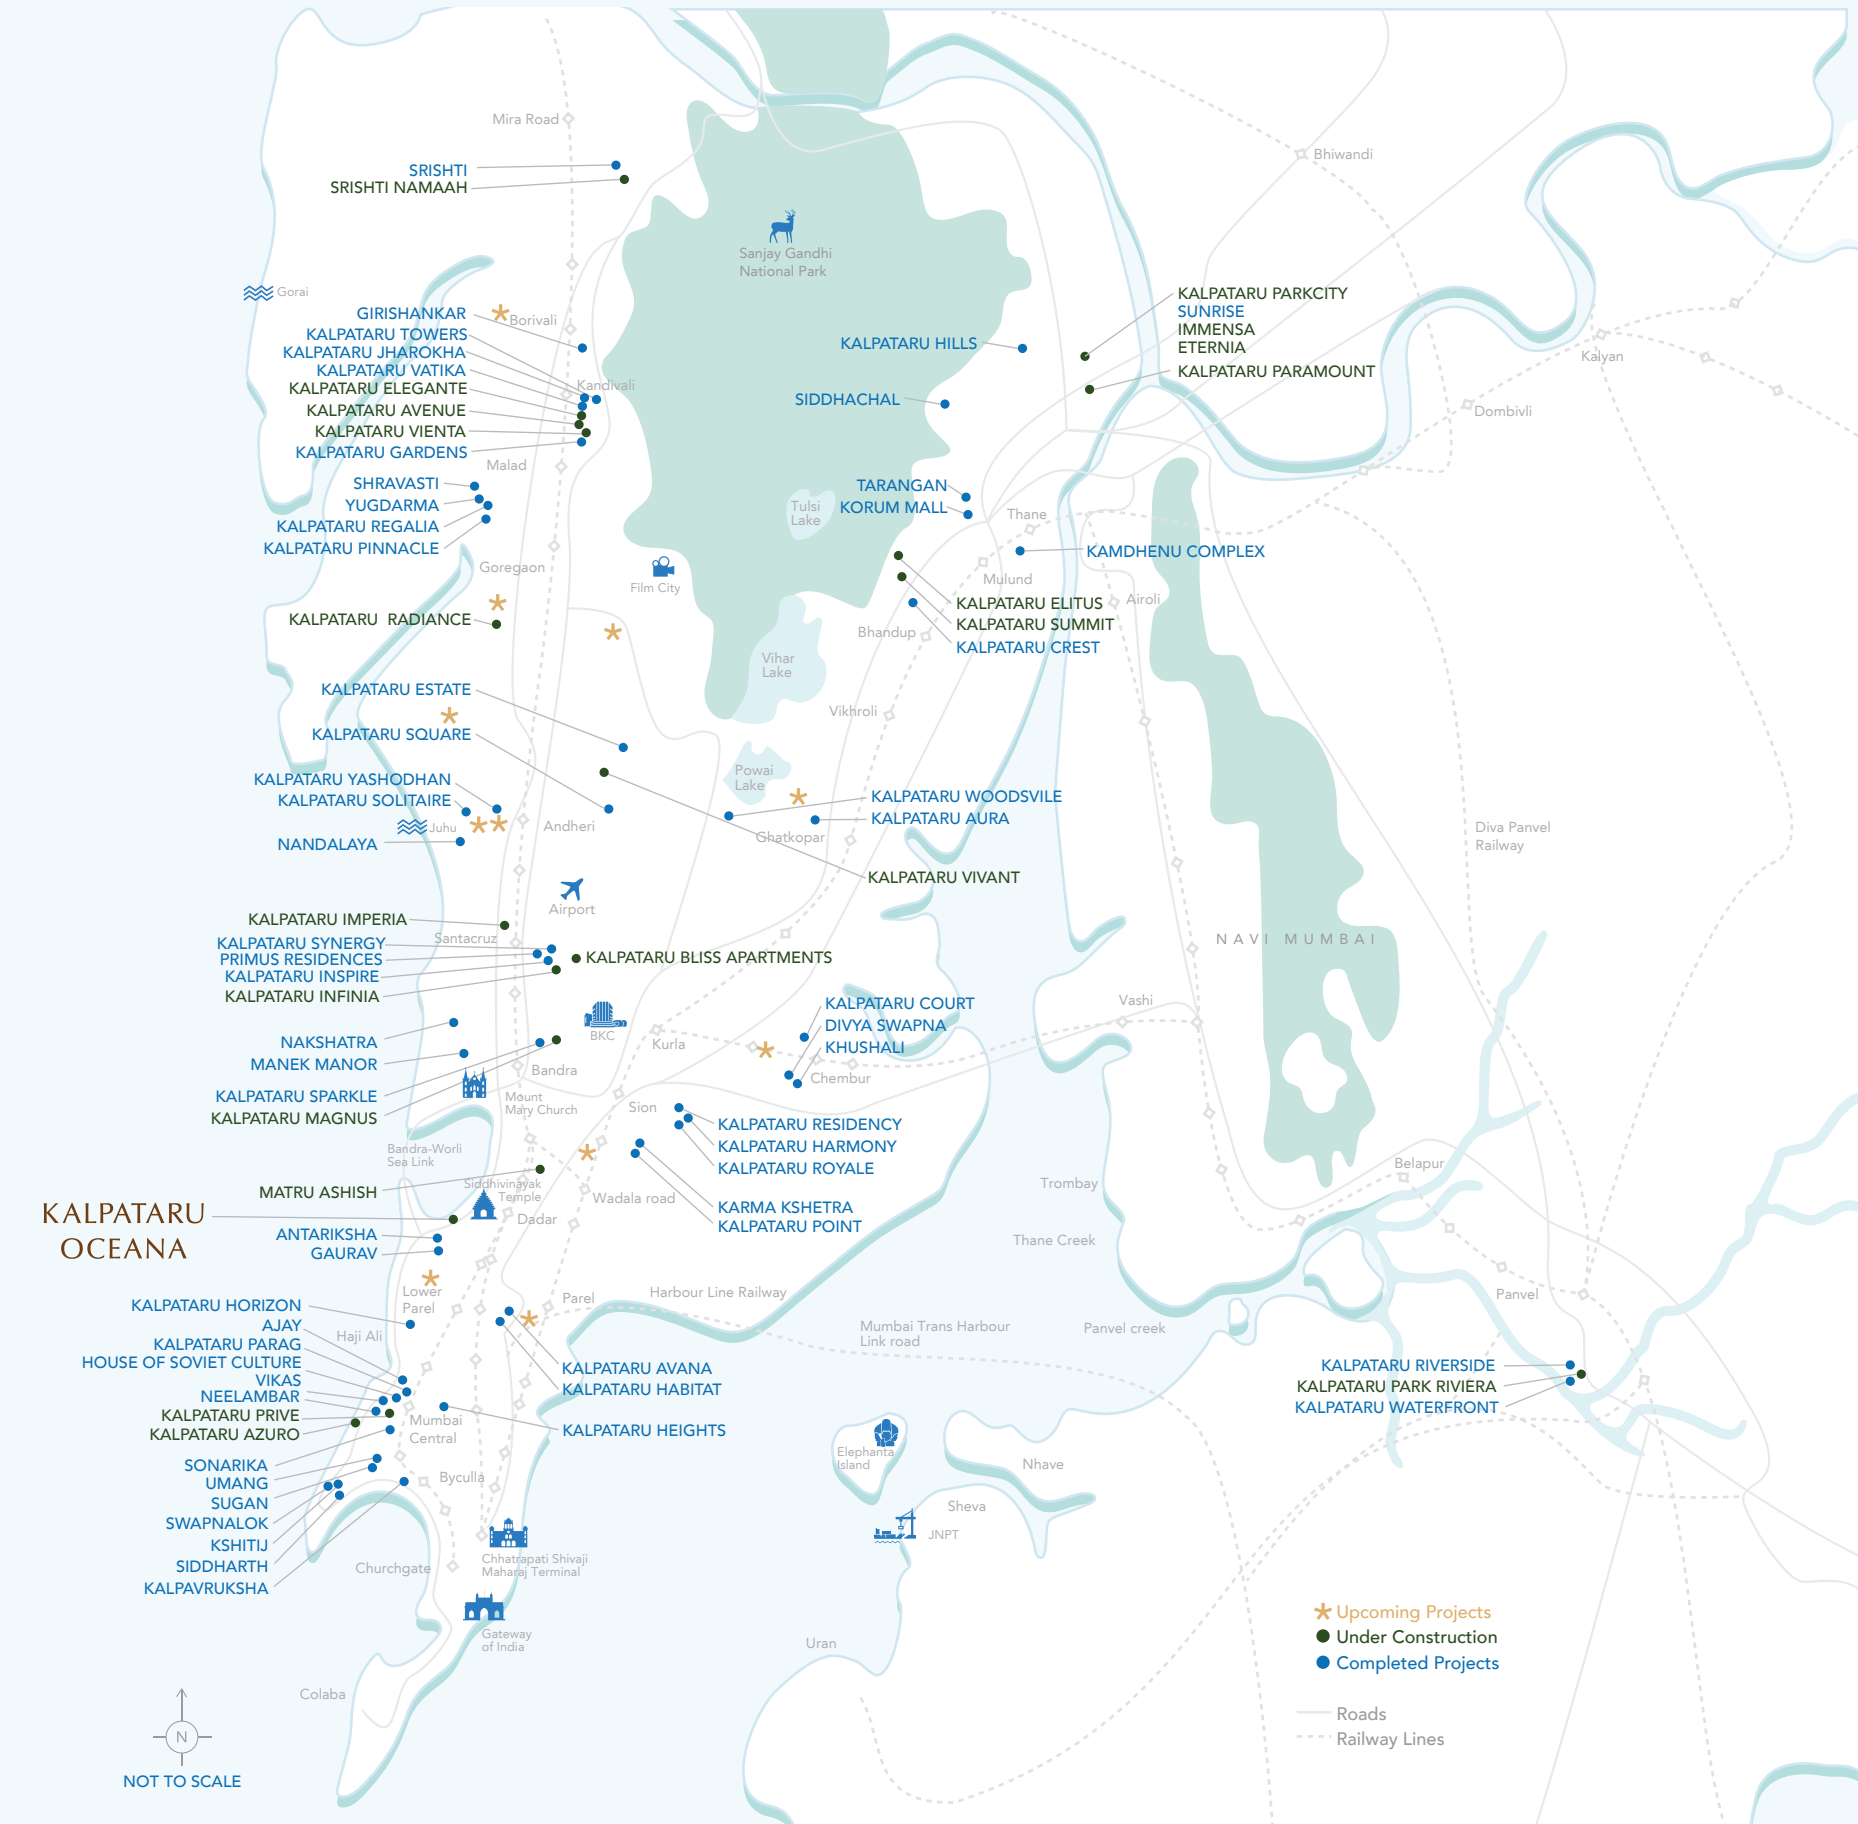 Mira Road
Bhiwandi
SRISHTI
SRISHTI NAMAAH
Sanjay Gandhi
National Park
Gorai
GIRISHANKAR
Borivali
KALPATARU TOWERS
KALPATARU JHAROKHA
KALPATARU VATIKA
KALPATARU ELEGANTE
Kandivali
KALPATARU AVENUE
KALPATARU VIENTA
KALPATARU GARDENS
Malad
KALPATARU PARKCITY
SUNRISE
IMMENSA
ETERNIA
KALPATARU PARAMOUNT
KALPATARU HILLS
SIDDHACHAL
Kalyan
Dombivli
SHRAVASTI
YUGDARMA
KALPATARU REGALIA
KALPATARU PINNACLE
TARANGAN
KORUM MALL
Tulsi
Lake
Thane
KAMDHENU COMPLEX
Goregaon
Film City
Mulund
Airoli
KALPATARU ELITUS
KALPATARU SUMMIT
KALPATARU CREST
Bhandup
KALPATARU RADIANCE
Vihar
Lake
KALPATARU ESTATE
Vikhroli
KALPATARU SQUARE
Powai
Lake
KALPATARU YASHODHAN
KALPATARU SOLITAIRE
Juhu
NANDALAYA
Andheri
KALPATARU WOODSVILE
KALPATARU AURA
Ghatkopar
Diva Panvel
Railway
KALPATARU VIVANT
Airport
KALPATARU IMPERIA
Santacruz
KALPATARU SYNERGY
PRIMUS RESIDENCES
KALPATARU INSPIRE
KALPATARU INFINIA
KALPATARU BLISS APARTMENTS
NAVI MUMBAI
BKC
Kurla
KALPATARU COURT
DIVYA SWAPNA
KHUSHALI
Chembur
Vashi
NAKSHATRA
MANEK MANOR
Bandra
KALPATARU SPARKLE
KALPATARU MAGNUS
Mount
Mary Church
Sion
KALPATARU RESIDENCY
KALPATARU HARMONY
KALPATARU ROYALE
Bandra-Worli
Sea Link
MATRU ASHISH
Siddhivinayak
Temple
Wadala road
KARMA KSHETRA
KALPATARU POINT
Trombay
Belapur
KALPATARU
OCEANA
Dadar
ANTARIKSHA
GAURAV
Thane Creek
Lower
Parel
Parel
Harbour Line Railway
Panvel
KALPATARU HORIZON
AJAY
KALPATARU PARAG
HOUSE OF SOVIET CULTURE
VIKAS
NEELAMBAR
KALPATARU PRIVE
KALPATARU AZURO
Haji Ali
Mumbai Trans Harbour
Link road
Panvel creek
KALPATARU AVANA
KALPATARU HABITAT
KALPATARU RIVERSIDE
KALPATARU PARK RIVIERA
KALPATARU WATERFRONT
Mumbai
Central
KALPATARU HEIGHTS
Elephanta
Island
Nhave
SONARIKA
UMANG
SUGAN
SWAPNALOK
KSHITIJ
SIDDHARTH
KALPAVRUKSHA
Byculla
Sheva
JNPT
Churchgate
Chhatrapati Shivaji
Maharaj Terminal
Gateway
of India
Uran
Colaba
Upcoming Projects
Under Construction
Completed Projects
Roads
Railway Lines
N
NOT TO SCALE